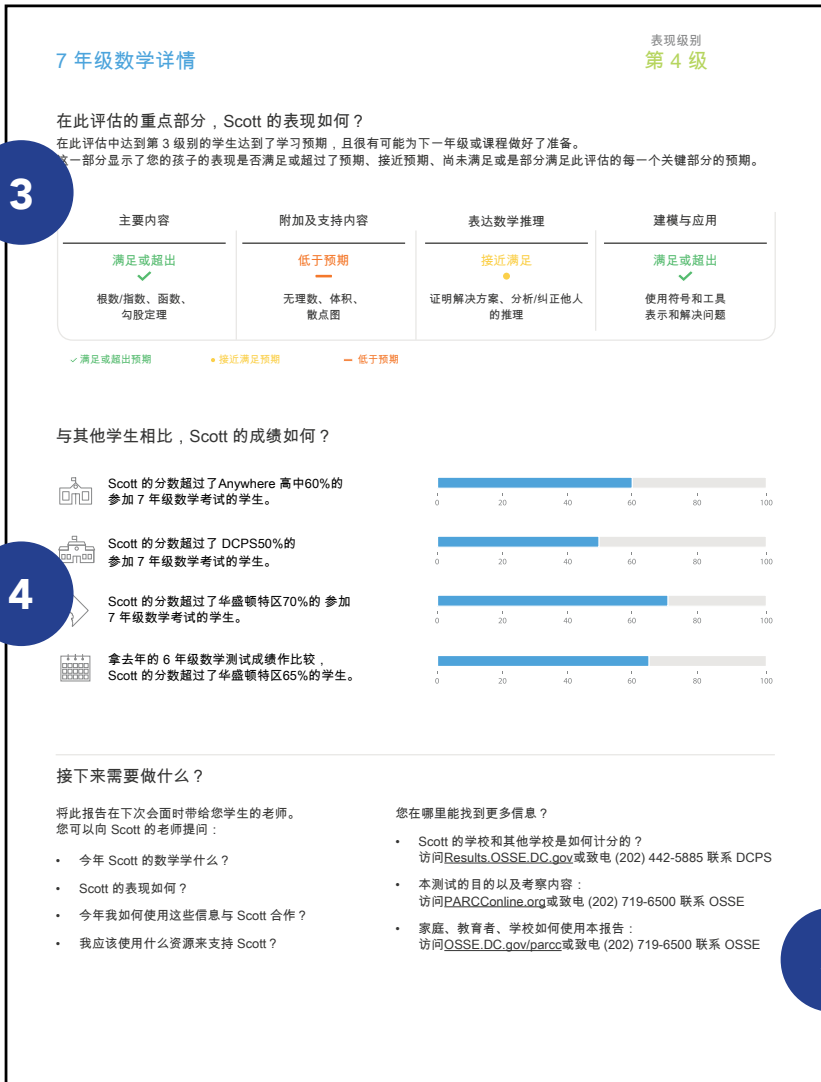 7 年级数学详情
表现级别
第 4 级
在此评估的重点部分，Scott 的表现如何？
在此评估中达到第 3 级别的学生达到了学习预期，且很有可能为下一年级或课程做好了准备。
一部分显示了您的孩子的表现是否满足或超过了预期、接近预期、尚未满足或是部分满足此评估的每一个关键部分的预期。
3
主要内容
满足或超出
根数/指数、函数、
勾股定理
附加及支持内容
低于预期
无理数、体积、
散点图
表达数学推理
接近满足
证明解决方案、分析/纠正他人
的推理
建模与应用
满足或超出
使用符号和工具
表示和解决问题
满足或超出预期
接近满足预期
低于预期
与其他学生相比，Scott 的成绩如何？
Scott 的分数超过了Anywhere 高中60%的
参加 7 年级数学考试的学生。
0 20 40 60 80 100
Scott 的分数超过了 DCPS50%的
参加 7 年级数学考试的学生。
0 20 40 60 80 100
4
Scott 的分数超过了华盛顿特区70%的 参加
7 年级数学考试的学生。
0 20 40 60 80 100
拿去年的 6 年级数学测试成绩作比较，
Scott 的分数超过了华盛顿特区65%的学生。
0 20 40 60 80 100
接下来需要做什么？
将此报告在下次会面时带给您学生的老师。
您可以向 Scott 的老师提问：
• 今年 Scott 的数学学什么？
• Scott 的表现如何？
• 今年我如何使用这些信息与 Scott 合作？
• 我应该使用什么资源来支持 Scott？
您在哪里能找到更多信息？
• Scott 的学校和其他学校是如何计分的？
访问Results.OSSE.DC.gov或致电 (202) 442-5885 联系 DCPS
• 本测试的目的以及考察内容：
访问PARCConline.org或致电 (202) 719-6500 联系 OSSE
• 家庭、教育者、学校如何使用本报告：
访问OSSE.DC.gov/parcc或致电 (202) 719-6500 联系 OSSE